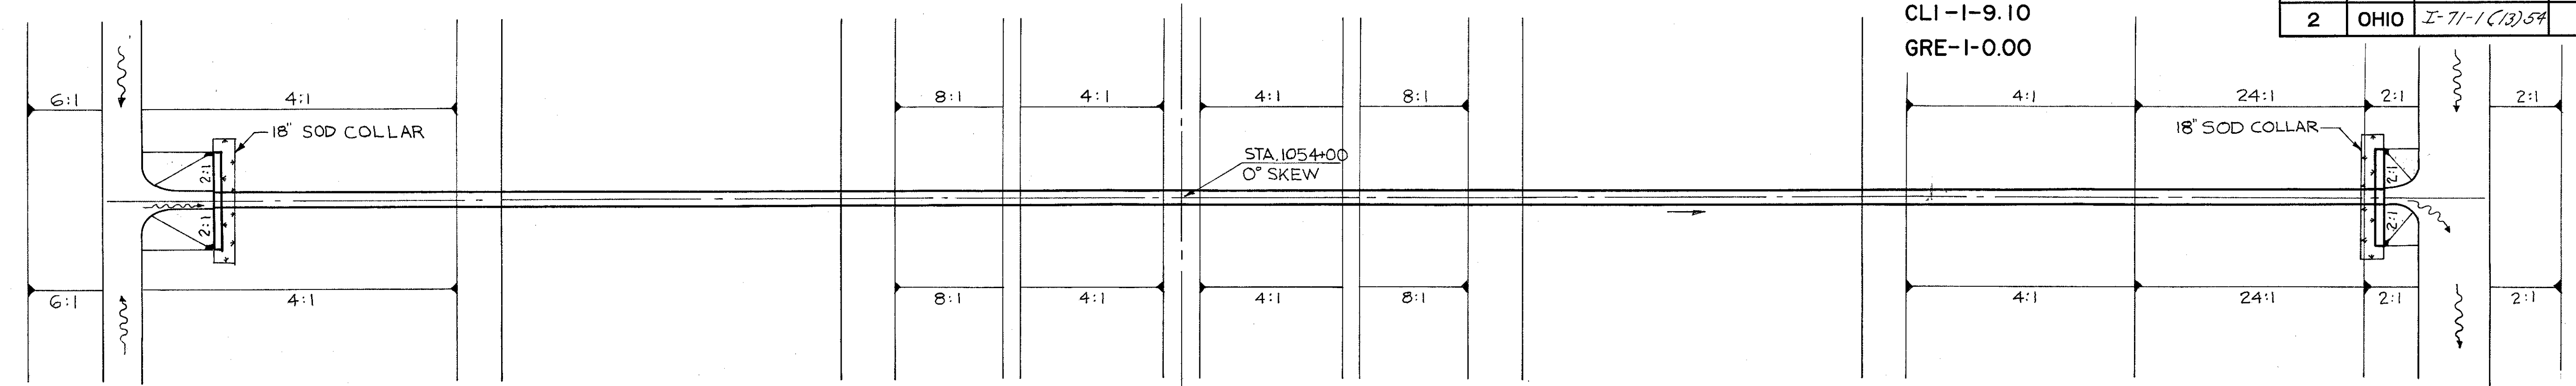 CLI-1-9.10
GRE-1-0.00
2 OHIO I-71-1(13)54
6:1 4:1 8:1 4:1 4:1 8:1 4:1 24:1 2:1 2:1
18" SOD COLLAR
18" SOD COLLAR
STA. 1054+00
0° SKEW
2:1
2:1
2:1
2:1
6:1 4:1 8:1 4:1 4:1 8:1 4:1 24:1 2:1 2:1